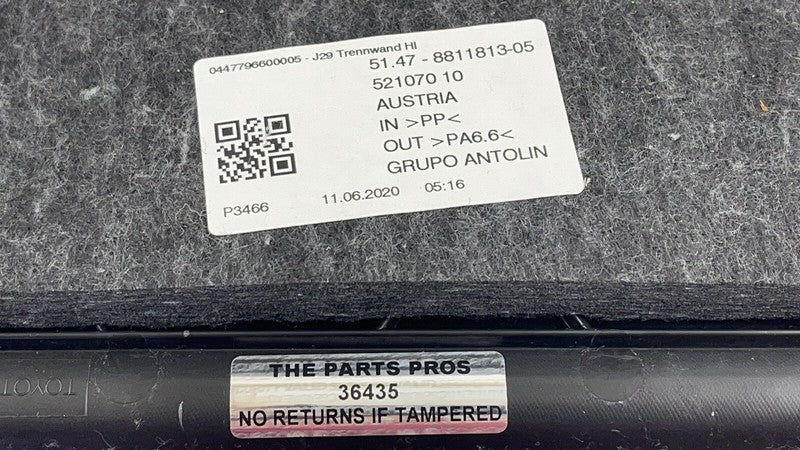 0447796600005 - J29 Trennwand HI
51.47 - 8811813-05
521070 10
AUSTRIA
IN >PP<
OUT >PA6.6<
GRUPO ANTOLIN
P3466 11.06.2020 05:16
THE PARTS PROS
36435
NO RETURNS IF TAMPERED